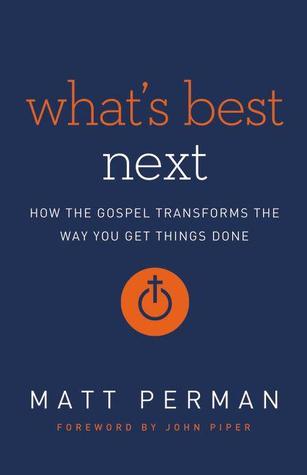 what's best
next
HOW THE GOSPEL TRANSFORMS THE
WAY YOU GET THINGS DONE
MATT PERMAN
FOREWORD BY JOHN PIPER